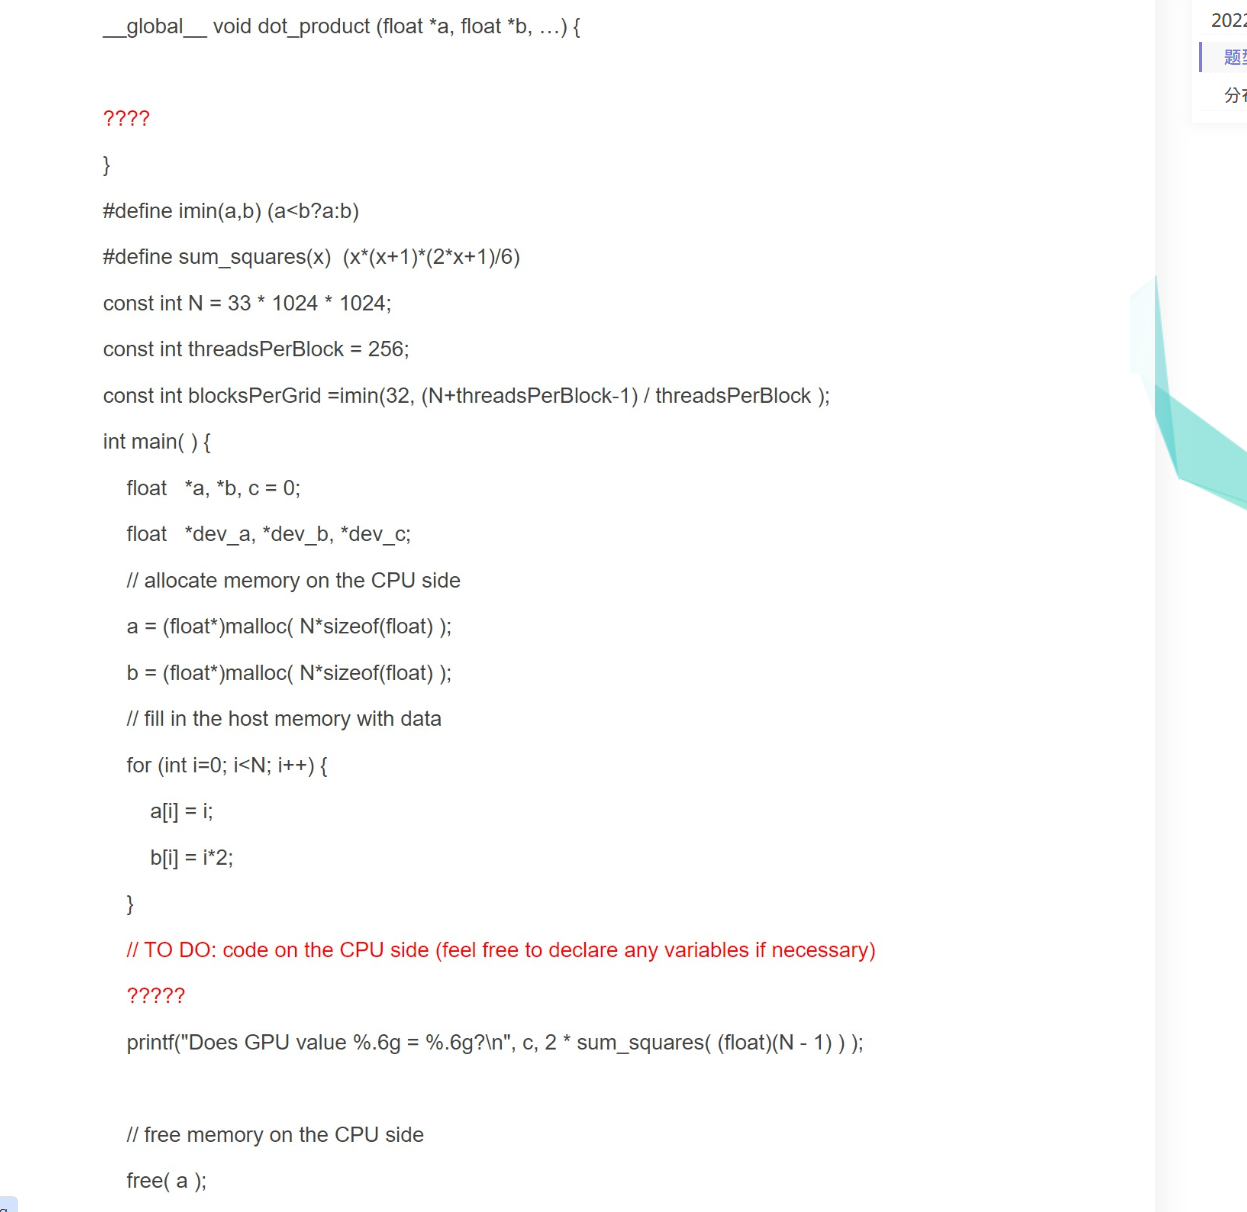 __global__ void dot_product (float *a, float *b, …) {
????
}
#define imin(a,b) (a<b?a:b)
#define sum_squares(x)  (x*(x+1)*(2*x+1)/6)
const int N = 33 * 1024 * 1024;
const int threadsPerBlock = 256;
const int blocksPerGrid =imin(32, (N+threadsPerBlock-1) / threadsPerBlock );
int main( ) {
float   *a, *b, c = 0;
float   *dev_a, *dev_b, *dev_c;
// allocate memory on the CPU side
a = (float*)malloc( N*sizeof(float) );
b = (float*)malloc( N*sizeof(float) );
// fill in the host memory with data
for (int i=0; i<N; i++) {
a[i] = i;
b[i] = i*2;
}
// TO DO: code on the CPU side (feel free to declare any variables if necessary)
?????
printf("Does GPU value %.6g = %.6g?\n", c, 2 * sum_squares( (float)(N - 1) ) );
// free memory on the CPU side
free( a );
2022
题
分